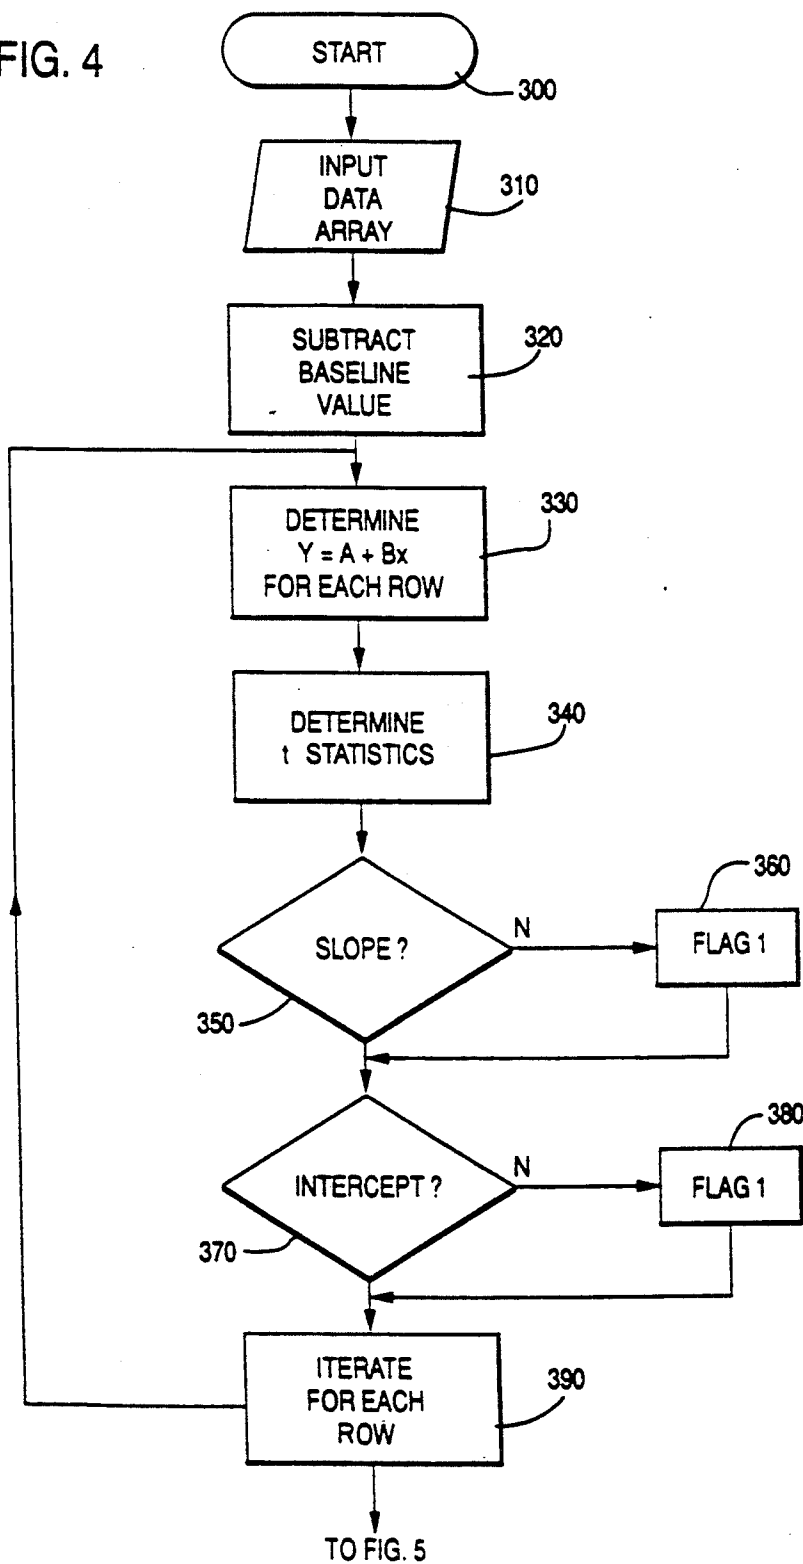 FIG. 4
START
300
INPUT
DATA
ARRAY
310
SUBTRACT
BASELINE
VALUE
320
DETERMINE
Y = A + Bx
FOR EACH ROW
330
DETERMINE
t STATISTICS
340
SLOPE ?
N
350
360
FLAG 1
INTERCEPT ?
N
370
380
FLAG 1
ITERATE
FOR EACH
ROW
390
TO FIG. 5